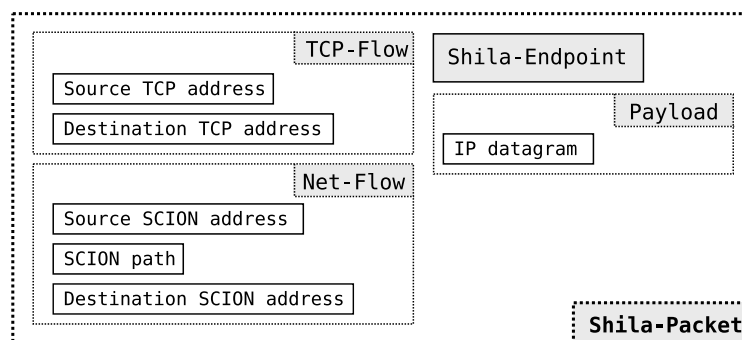 TCP-Flow
Source TCP address
Destination TCP address
Net-Flow
Source SCION address
SCION path
Destination SCION address
Shila-Endpoint
Payload
IP datagram
Shila-Packet